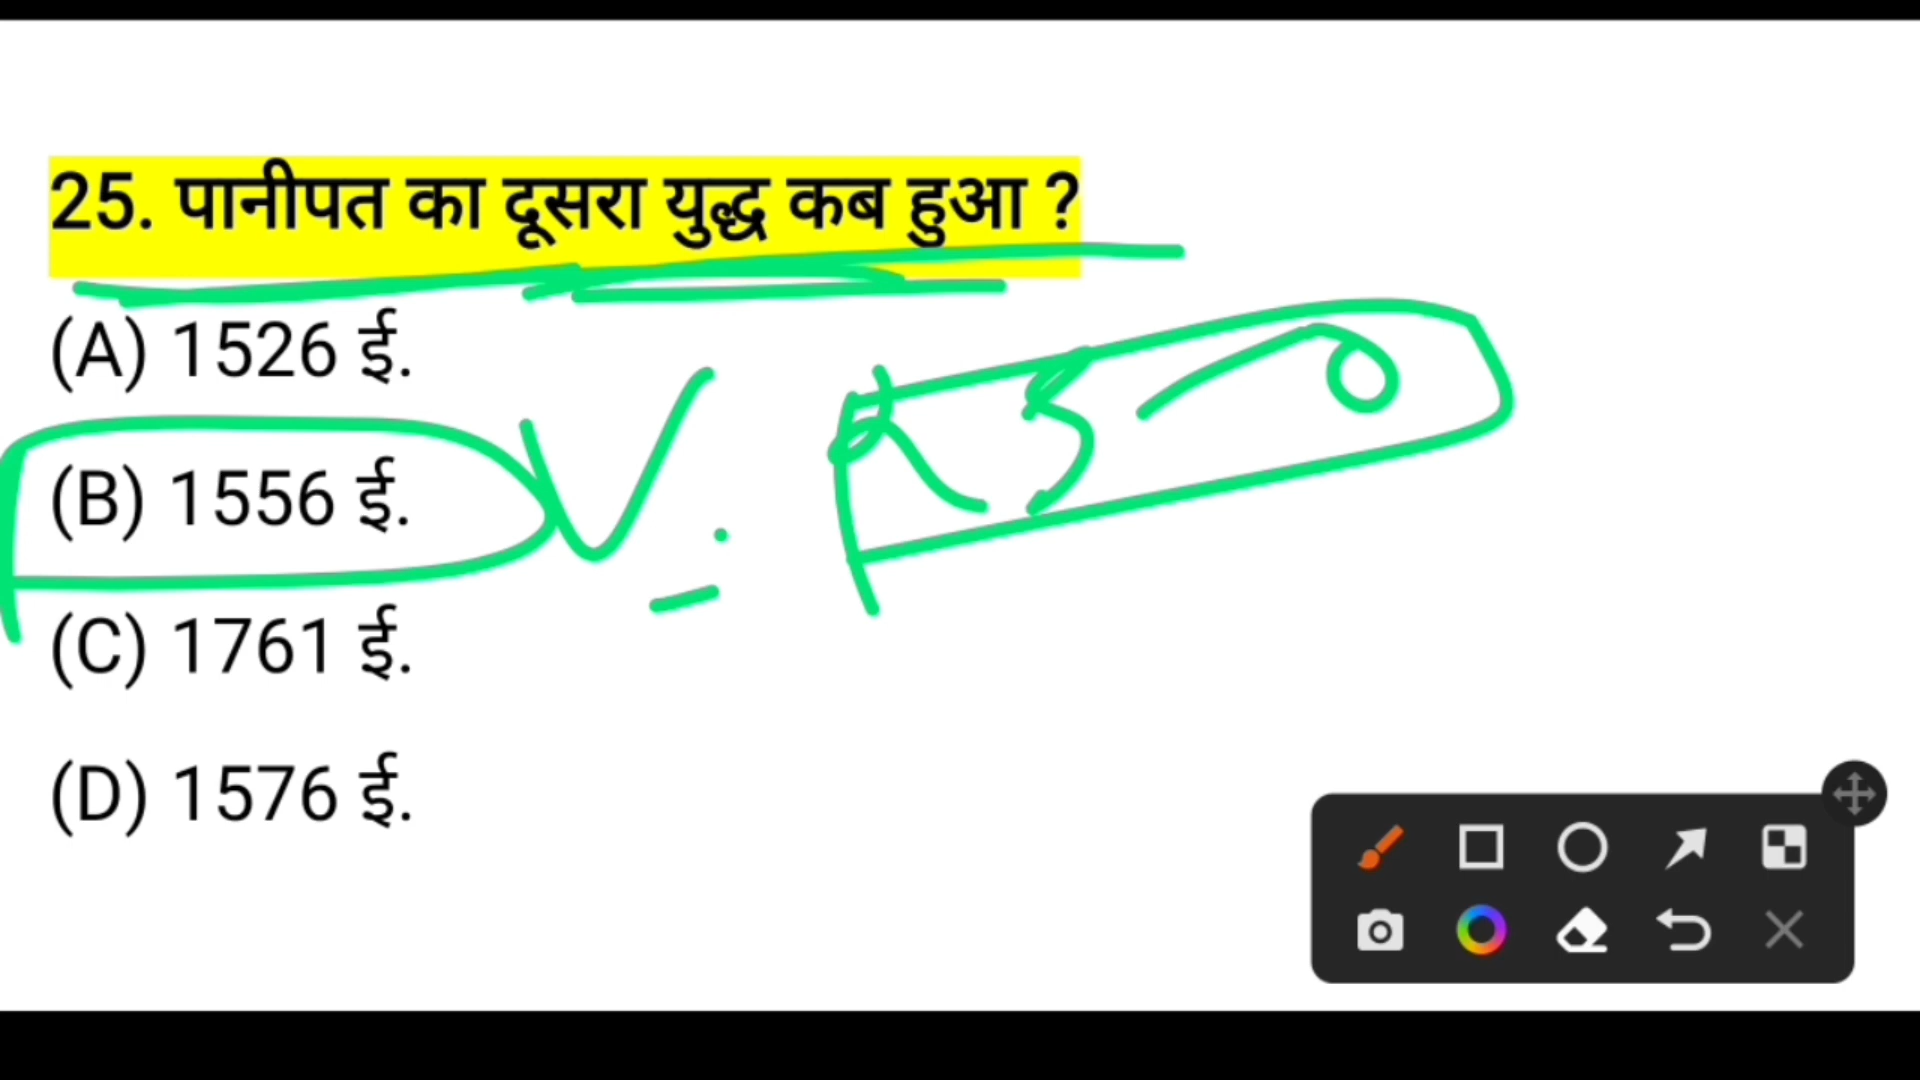 25. पानीपत का दूसरा युद्ध कब हुआ ?
(A) 1526 ई.
(B) 1556 ई.
(C) 1761 ई.
(D) 1576 ई.